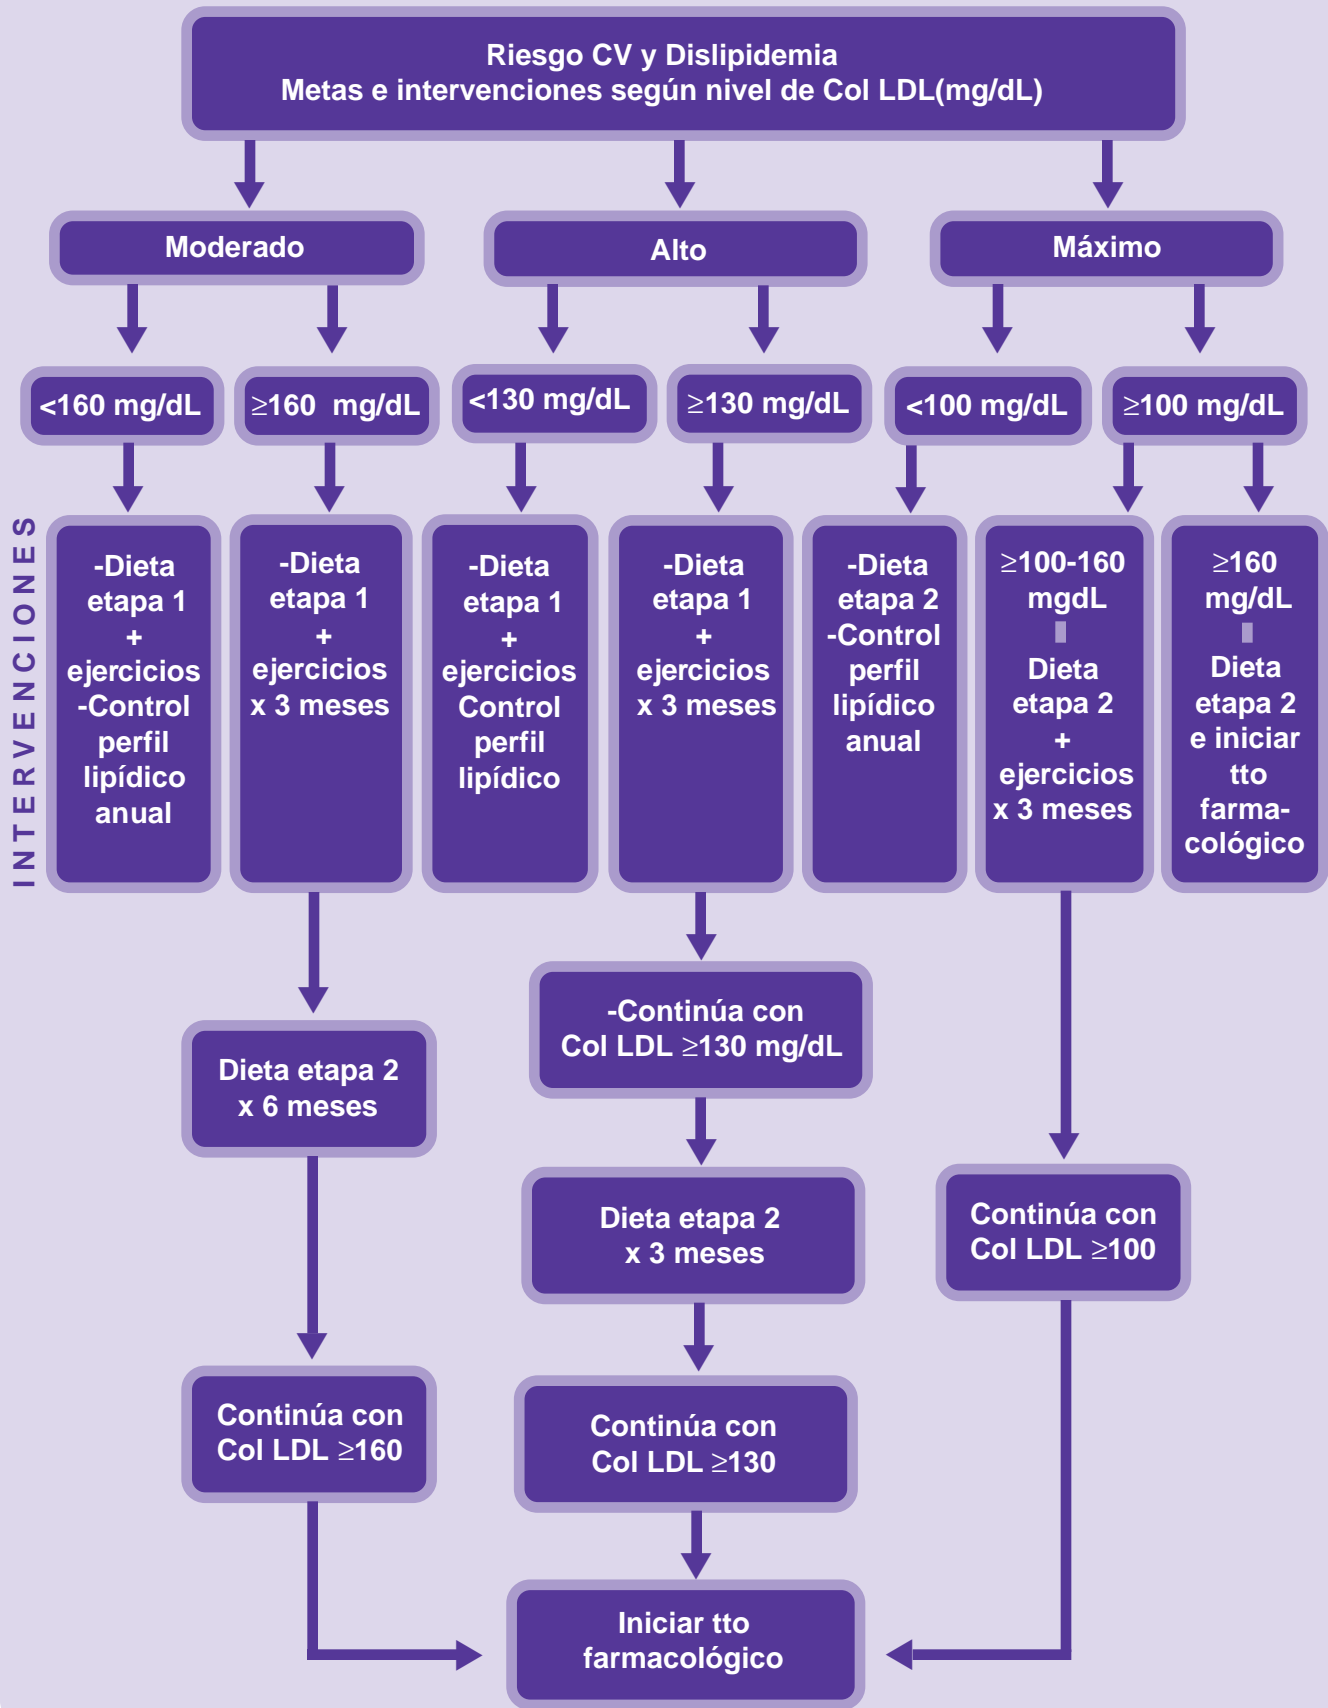 Riesgo CV y Dislipidemia
Metas e intervenciones según nivel de Col LDL(mg/dL)
Moderado
Alto
Máximo
<160 mg/dL
≥160 mg/dL
<130 mg/dL
≥130 mg/dL
<100 mg/dL
≥100 mg/dL
INTERVENCIONES
-Dieta
etapa 1
+
ejercicios
-Control
perfil
lipídico
anual
-Dieta
etapa 1
+
ejercicios
x 3 meses
-Dieta
etapa 1
+
ejercicios
Control
perfil
lipídico
-Dieta
etapa 1
+
ejercicios
x 3 meses
-Dieta
etapa 2
-Control
perfil
lipídico
anual
≥100-160
mgdL
Dieta
etapa 2
+
ejercicios
x 3 meses
≥160
mg/dL
Dieta
etapa 2
e iniciar
tto
farma-
cológico
-Continúa con
Col LDL ≥130 mg/dL
Dieta etapa 2
x 6 meses
Dieta etapa 2
x 3 meses
Continúa con
Col LDL ≥100
Continúa con
Col LDL ≥160
Continúa con
Col LDL ≥130
Iniciar tto
farmacológico